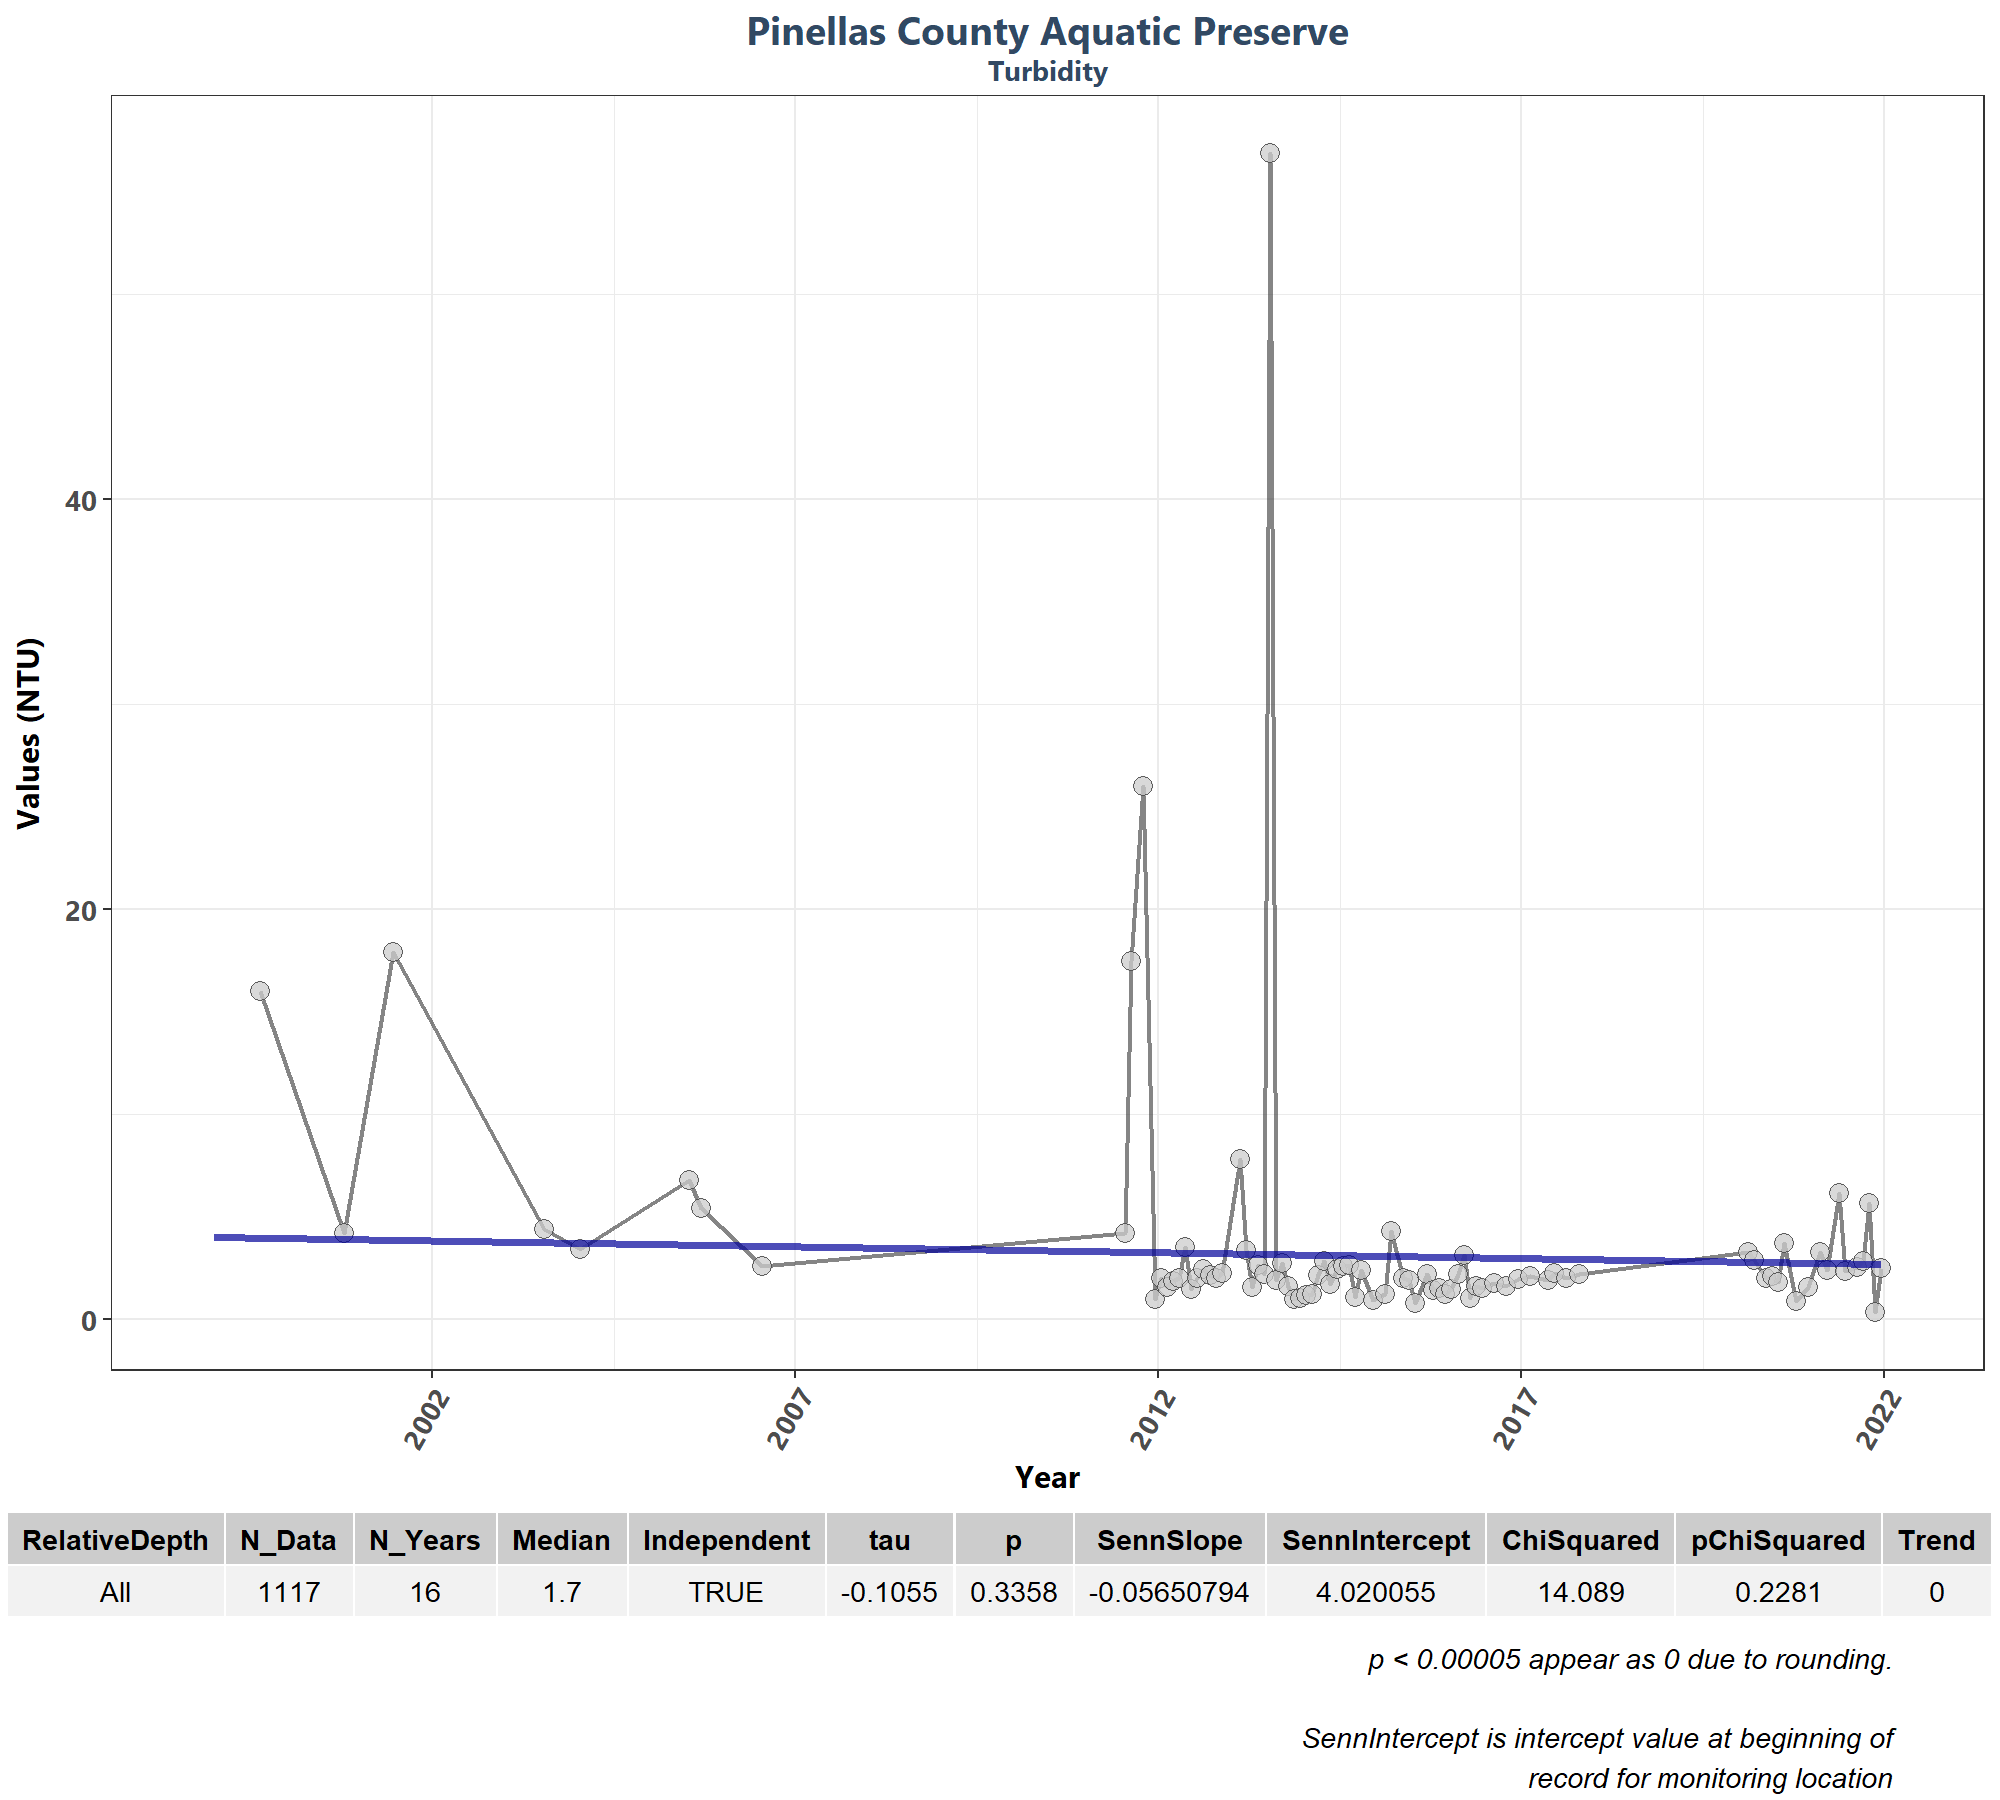 Pinellas County Aquatic Preserve
Turbidity
Values (NTU)
40
20
0
2002
2007
2012
2017
2022
Year
RelativeDepth N_Data N_Years Median Independent tau p SennSlope SennIntercept ChiSquared pChiSquared Trend
All 1117 16 1.7 TRUE -0.1055 0.3358 -0.05650794 4.020055 14.089 0.2281 0
p < 0.00005 appear as 0 due to rounding.
SennIntercept is intercept value at beginning of
record for monitoring location